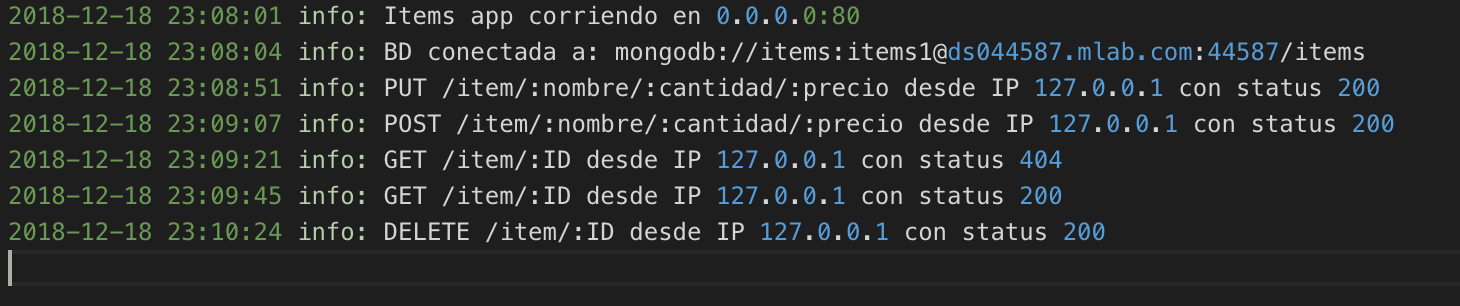 2018-12-18 23:08:01 info: Items app corriendo en 0.0.0.0:80
2018-12-18 23:08:04 info: BD conectada a: mongodb://items:items1@ds044587.mlab.com:44587/items
2018-12-18 23:08:51 info: PUT /item/:nombre/:cantidad/:precio desde IP 127.0.0.1 con status 200
2018-12-18 23:09:07 info: POST /item/:nombre/:cantidad/:precio desde IP 127.0.0.1 con status 200
2018-12-18 23:09:21 info: GET /item/:ID desde IP 127.0.0.1 con status 404
2018-12-18 23:09:45 info: GET /item/:ID desde IP 127.0.0.1 con status 200
2018-12-18 23:10:24 info: DELETE /item/:ID desde IP 127.0.0.1 con status 200